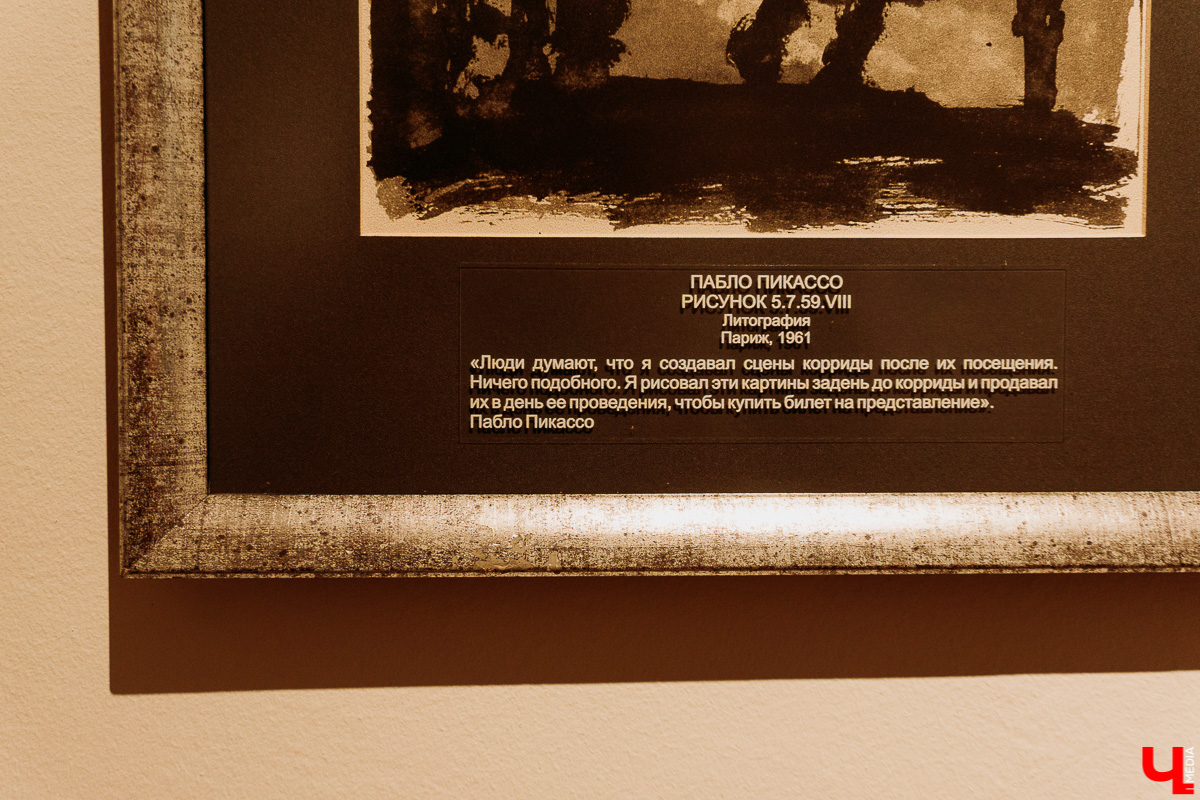 ПАБЛО ПИКАССО
РИСУНОК 5.7.59.VIII
Литография
Париж, 1961
«Люди думают, что я создавал сцены корриды после их посещения.
Ничего подобного. Я рисовал эти картины задень до корриды и продавал
их в день ее проведения, чтобы купить билет на представление».
Пабло Пикассо
Ч MEDIA